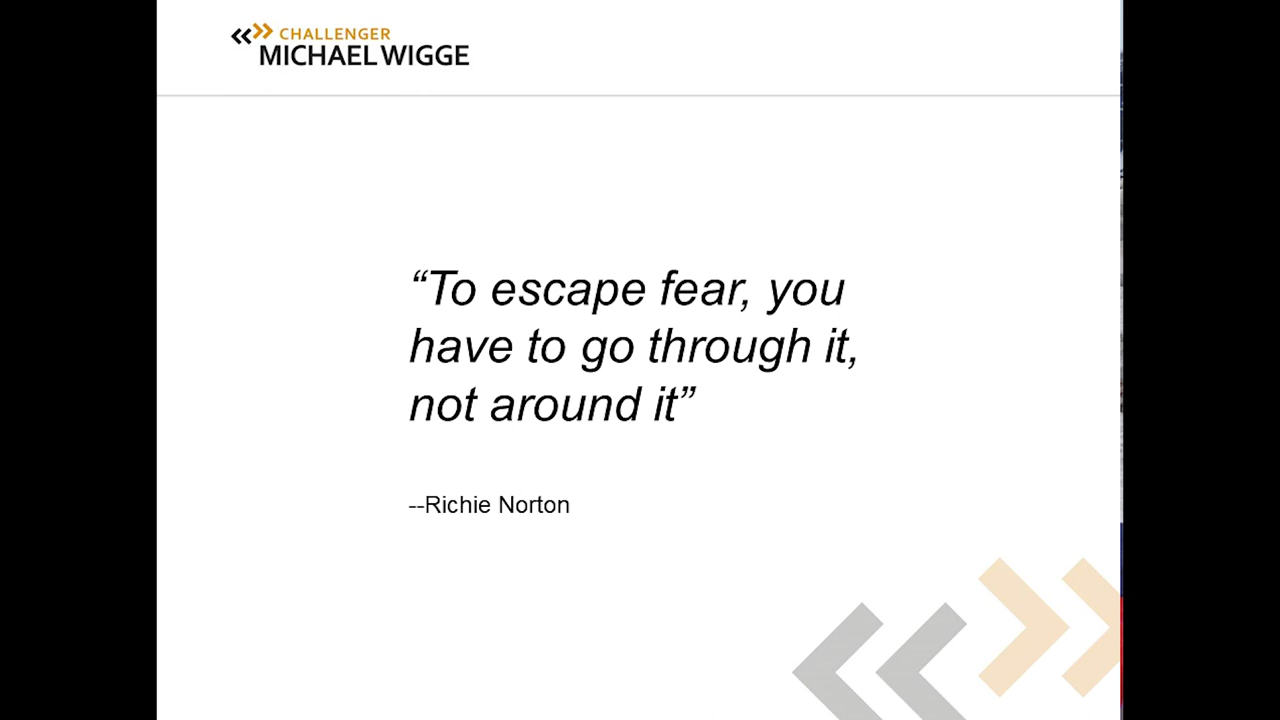 CHALLENGER
MICHAEL WIGGE
“To escape fear, you
have to go through it,
not around it”
--Richie Norton